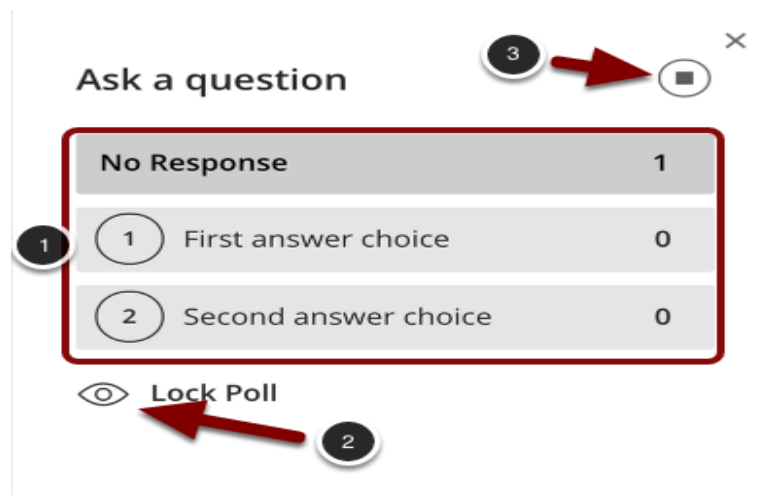 3
Ask a question
No Response 1
1 1 First answer choice 0
2 Second answer choice 0
Lock Poll
2